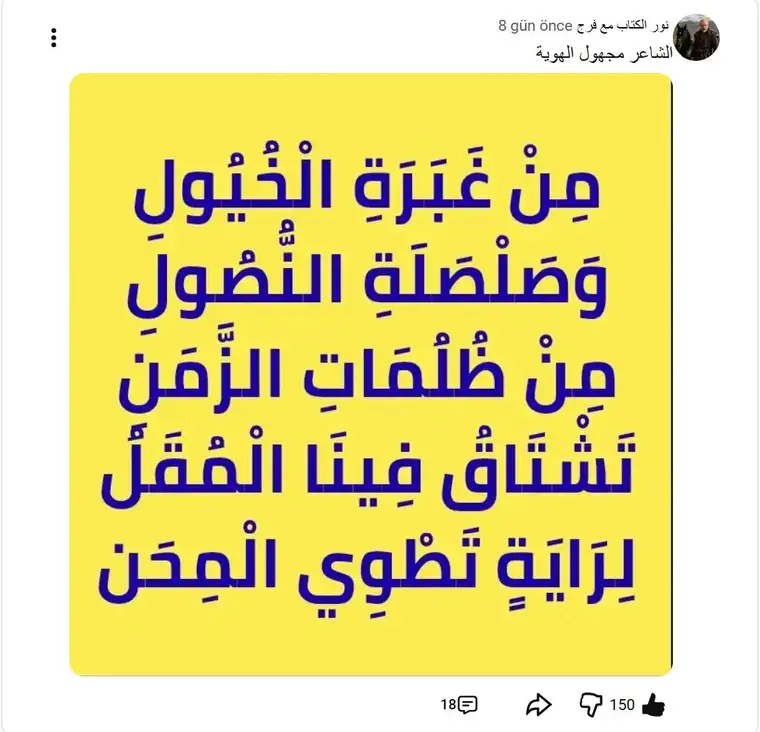 نور الكتاب مع فرج 8 gün önce
الشاعر مجهول الهوية
مِنْ غَبَرَةِ الْخُيُولِ
وَصَلْصَلَةِ النُّصُولِ
مِنْ ظُلُمَاتِ الزَّمَنِ
تَشْتَاقُ فِينَا الْمُقَلُ
لِرَايَةٍ تَطْوِي الْمِحَن
18
150